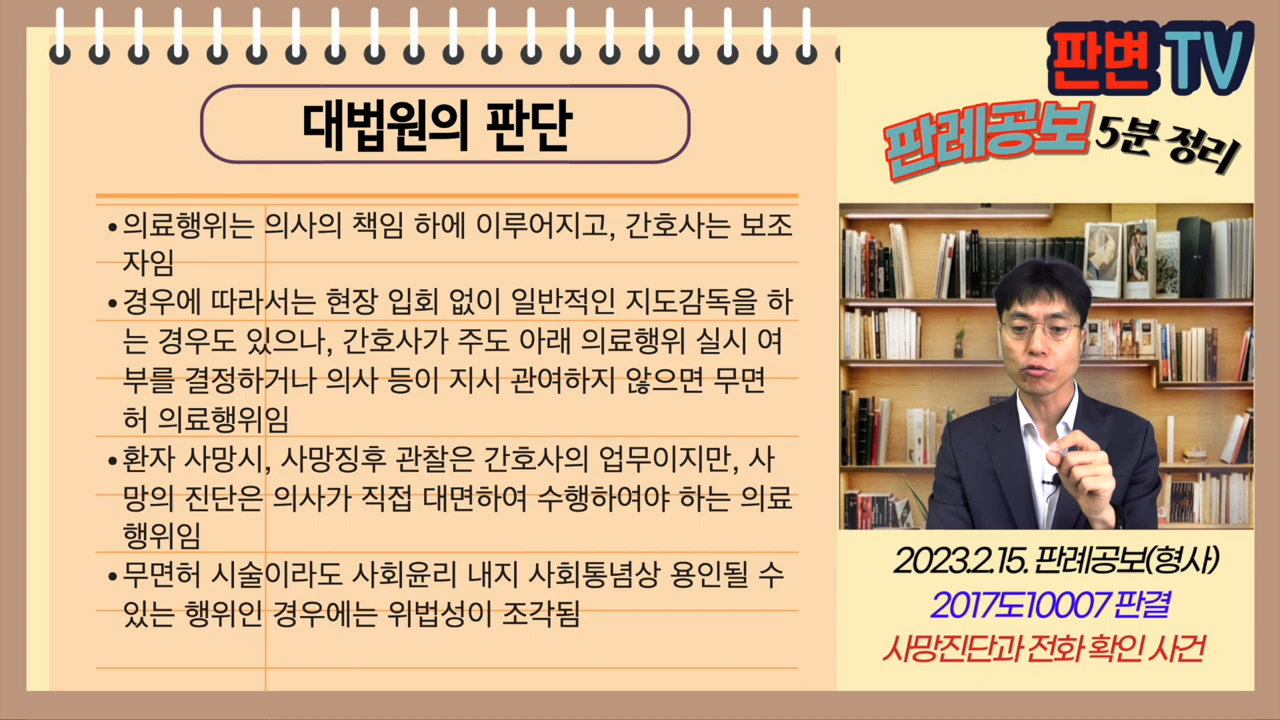 판변 TV
판례공보 5분 정리
대법원의 판단
•의료행위는 의사의 책임 하에 이루어지고, 간호사는 보조
자임
•경우에 따라서는 현장 입회 없이 일반적인 지도감독을 하
는 경우도 있으나, 간호사가 주도 아래 의료행위 실시 여
부를 결정하거나 의사 등이 지시 관여하지 않으면 무면
허 의료행위임
•환자 사망시, 사망징후 관찰은 간호사의 업무이지만, 사
망의 진단은 의사가 직접 대면하여 수행하여야 하는 의료
행위임
•무면허 시술이라도 사회윤리 내지 사회통념상 용인될 수
있는 행위인 경우에는 위법성이 조각됨
2023.2.15. 판례공보(형사)
2017도10007 판결
사망진단과 전화 확인 사건